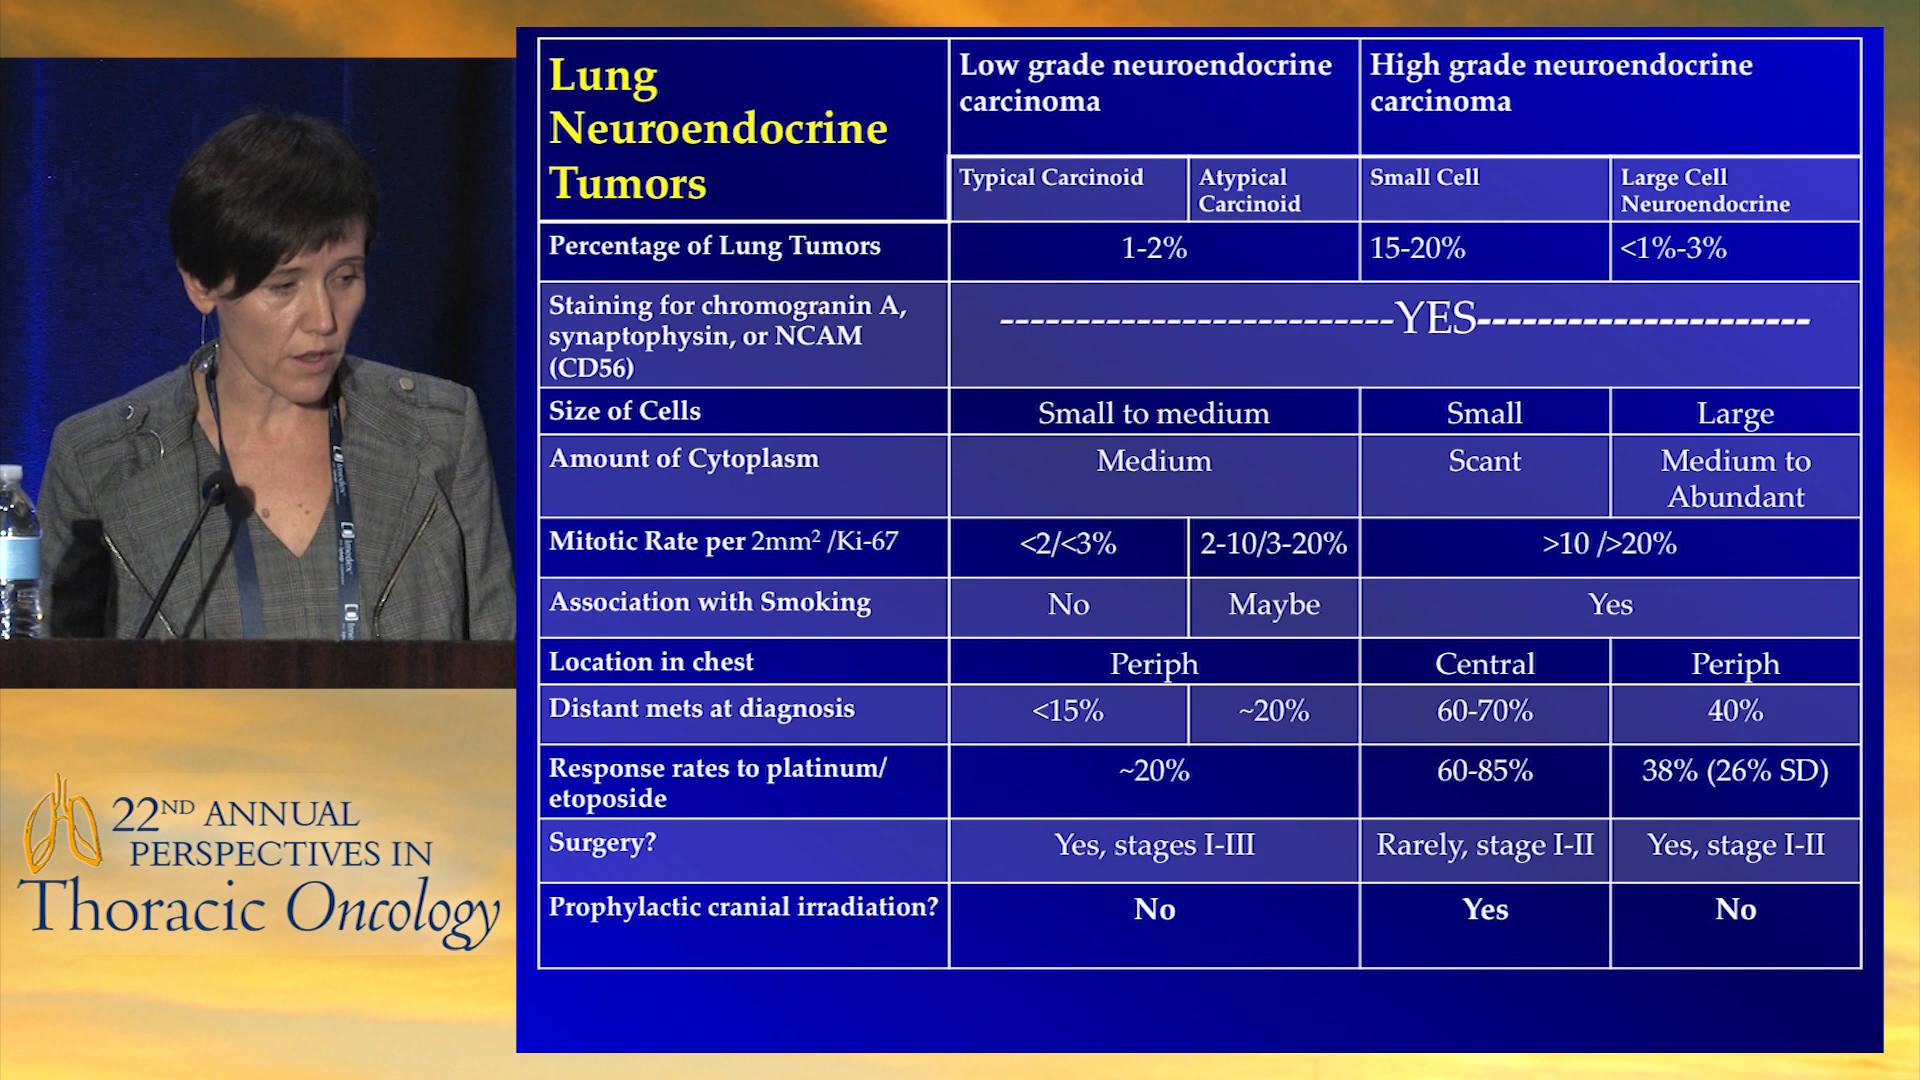 Lung
Neuroendocrine
Tumors
Low grade neuroendocrine
carcinoma
High grade neuroendocrine
carcinoma
Typical Carcinoid
Atypical
Carcinoid
Small Cell
Large Cell
Neuroendocrine
Percentage of Lung Tumors
1-2%
15-20%
<1%-3%
Staining for chromogranin A,
synaptophysin, or NCAM
(CD56)
--------------------------YES----------------------
Size of Cells
Small to medium
Small
Large
Amount of Cytoplasm
Medium
Scant
Medium to
Abundant
Mitotic Rate per 2mm² /Ki-67
<2/<3%
2-10/3-20%
>10 />20%
Association with Smoking
No
Maybe
Yes
Location in chest
Periph
Central
Periph
Distant mets at diagnosis
<15%
~20%
60-70%
40%
Response rates to platinum/
etoposide
~20%
60-85%
38% (26% SD)
Surgery?
Yes, stages I-III
Rarely, stage I-II
Yes, stage I-II
Prophylactic cranial irradiation?
No
Yes
No
22ND ANNUAL
PERSPECTIVES IN
Thoracic Oncology
Imedex
Imedex